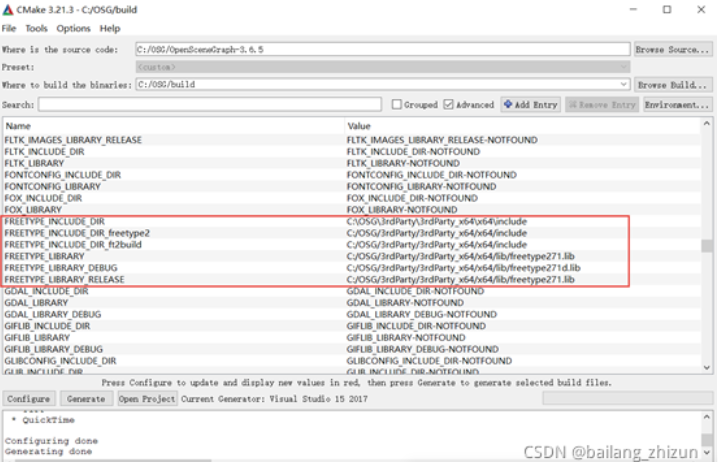 CMake 3.21.3 - C:/OSG/build
File Tools Options Help
Where is the source code: C:/OSG/OpenSceneGraph-3.6.5 Browse Source...
Preset: <custom>
Where to build the binaries: C:/OSG/build Browse Build...
Search: Grouped Advanced Add Entry Remove Entry Environment...
Name Value
FLTK_IMAGES_LIBRARY_RELEASE FLTK_IMAGES_LIBRARY_RELEASE-NOTFOUND
FLTK_INCLUDE_DIR FLTK_INCLUDE_DIR-NOTFOUND
FLTK_LIBRARY FLTK_LIBRARY-NOTFOUND
FONTCONFIG_INCLUDE_DIR FONTCONFIG_INCLUDE_DIR-NOTFOUND
FONTCONFIG_LIBRARY FONTCONFIG_LIBRARY-NOTFOUND
FOX_INCLUDE_DIR FOX_INCLUDE_DIR-NOTFOUND
FOX_LIBRARY FOX_LIBRARY-NOTFOUND
FREETYPE_INCLUDE_DIR C:\OSG\3rdParty\3rdParty_x64\x64\include
FREETYPE_INCLUDE_DIR_freetype2 C:/OSG/3rdParty/3rdParty_x64/x64/include
FREETYPE_INCLUDE_DIR_ft2build C:/OSG/3rdParty/3rdParty_x64/x64/include
FREETYPE_LIBRARY C:/OSG/3rdParty/3rdParty_x64/x64/lib/freetype271.lib
FREETYPE_LIBRARY_DEBUG C:/OSG/3rdParty/3rdParty_x64/x64/lib/freetype271d.lib
FREETYPE_LIBRARY_RELEASE C:/OSG/3rdParty/3rdParty_x64/x64/lib/freetype271.lib
GDAL_INCLUDE_DIR GDAL_INCLUDE_DIR-NOTFOUND
GDAL_LIBRARY GDAL_LIBRARY-NOTFOUND
GDAL_LIBRARY_DEBUG GDAL_LIBRARY_DEBUG-NOTFOUND
GIFLIB_INCLUDE_DIR GIFLIB_INCLUDE_DIR-NOTFOUND
GIFLIB_LIBRARY GIFLIB_LIBRARY-NOTFOUND
GIFLIB_LIBRARY_DEBUG GIFLIB_LIBRARY_DEBUG-NOTFOUND
GLIBCONFIG_INCLUDE_DIR GLIBCONFIG_INCLUDE_DIR-NOTFOUND
GLIB_INCLUDE_DIR GLIB_INCLUDE_DIR-NOTFOUND
Press Configure to update and display new values in red, then press Generate to generate selected build files.
Configure Generate Open Project Current Generator: Visual Studio 15 2017
* QuickTime
Configuring done
Generating done
CSDN @bailang_zhizun